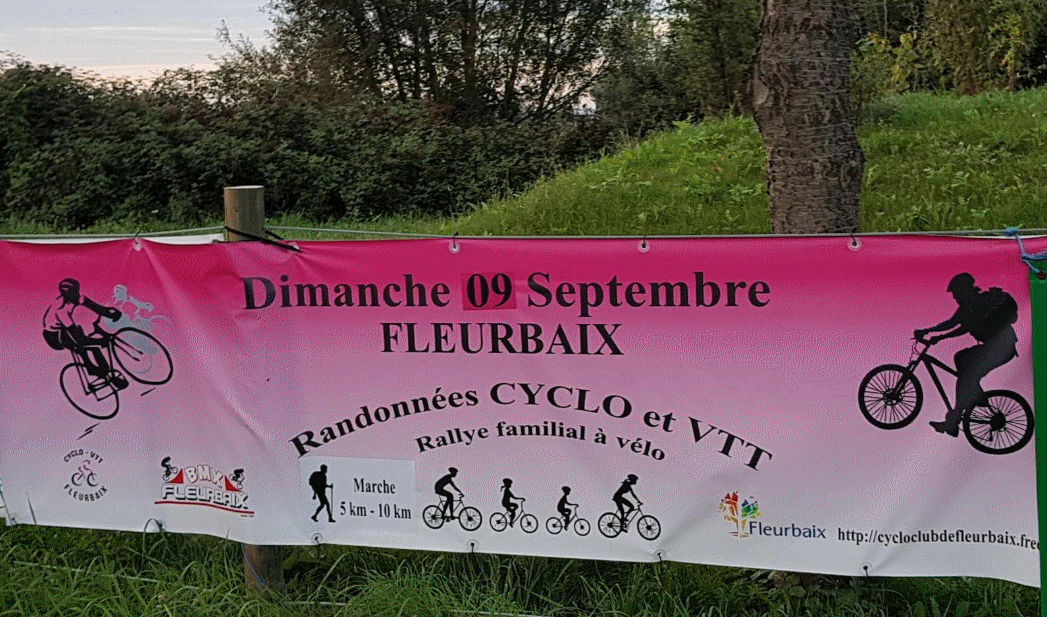 Dimanche 09 Septembre
FLEURBAIX
Randonnées CYCLO et VTT
Rallye familial à vélo
CYCLO - VTT
FLEURBAIX
BMX
FLEURBAIX
Marche
5 km - 10 km
Fleurbaix
http://cycloclubdefleurbaix.free